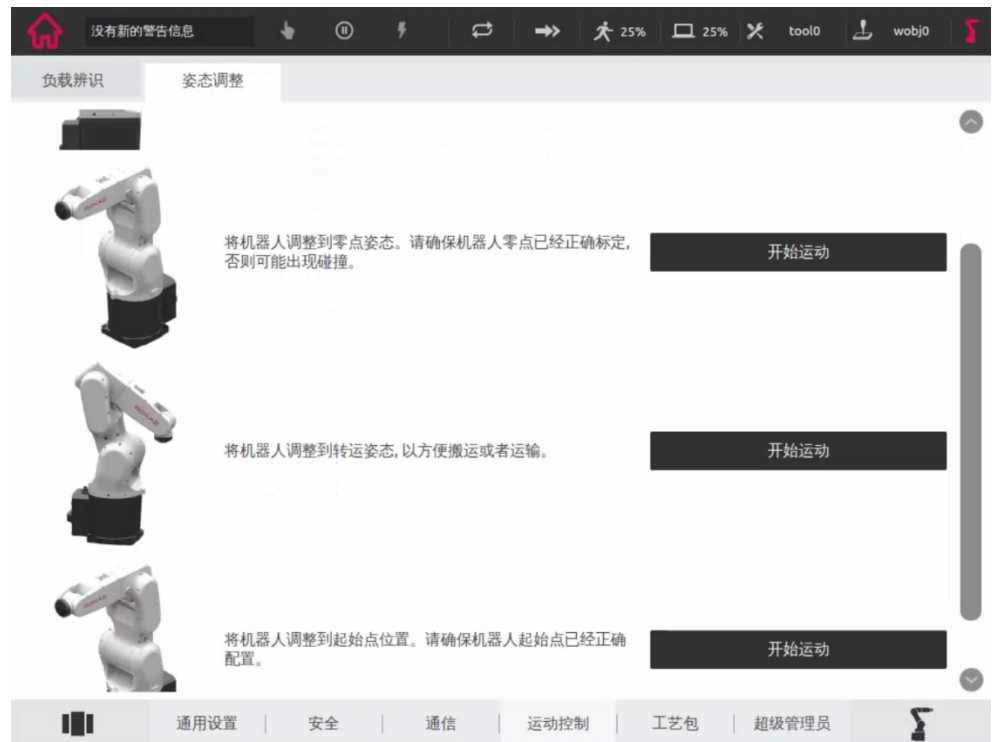 没有新的警告信息
25%
25%
tool0
wobj0
负载辨识
姿态调整
将机器人调整到零点姿态。请确保机器人零点已经正确标定,
否则可能出现碰撞。
开始运动
将机器人调整到转运姿态, 以方便搬运或者运输。
开始运动
将机器人调整到起始点位置。请确保机器人起始点已经正确
配置。
开始运动
通用设置
安全
通信
运动控制
工艺包
超级管理员